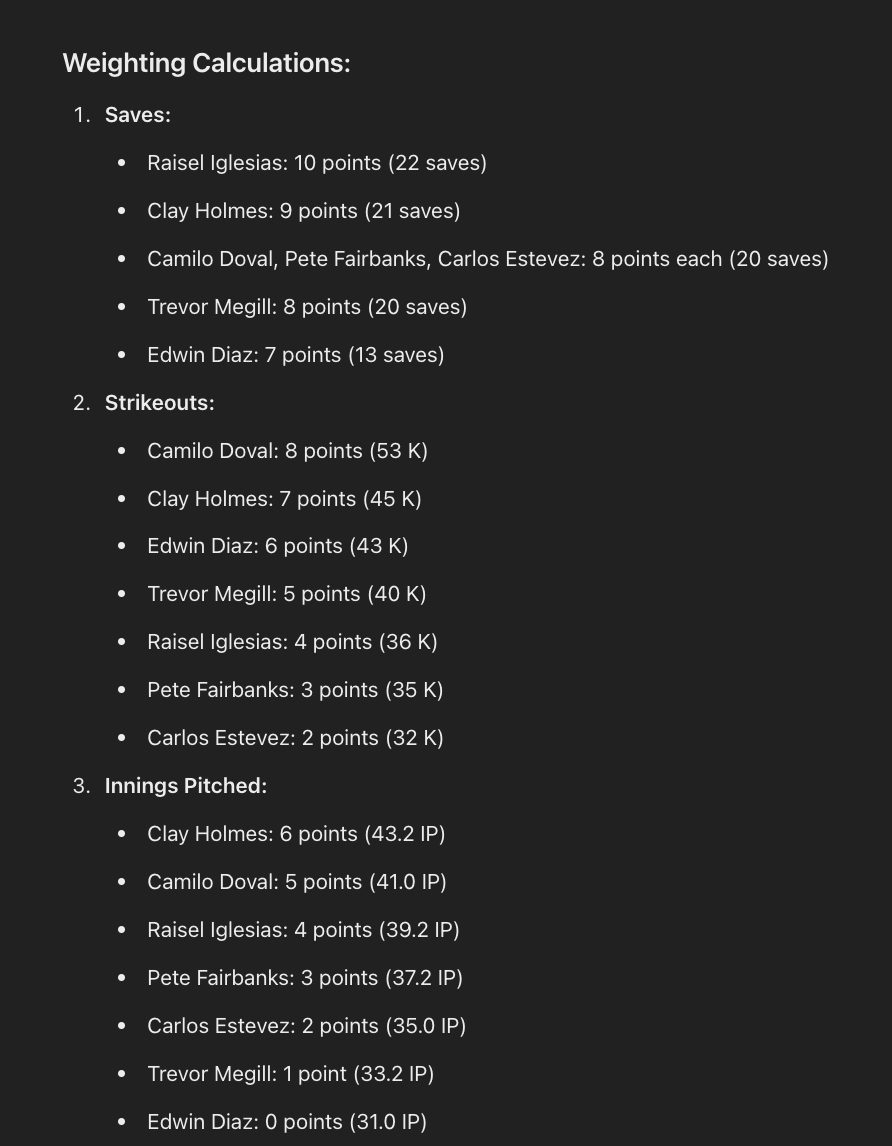 Weighting Calculations:
1. Saves:
• Raisel Iglesias: 10 points (22 saves)
• Clay Holmes: 9 points (21 saves)
• Camilo Doval, Pete Fairbanks, Carlos Estevez: 8 points each (20 saves)
• Trevor Megill: 8 points (20 saves)
• Edwin Diaz: 7 points (13 saves)
2. Strikeouts:
• Camilo Doval: 8 points (53 K)
• Clay Holmes: 7 points (45 K)
• Edwin Diaz: 6 points (43 K)
• Trevor Megill: 5 points (40 K)
• Raisel Iglesias: 4 points (36 K)
• Pete Fairbanks: 3 points (35 K)
• Carlos Estevez: 2 points (32 K)
3. Innings Pitched:
• Clay Holmes: 6 points (43.2 IP)
• Camilo Doval: 5 points (41.0 IP)
• Raisel Iglesias: 4 points (39.2 IP)
• Pete Fairbanks: 3 points (37.2 IP)
• Carlos Estevez: 2 points (35.0 IP)
• Trevor Megill: 1 point (33.2 IP)
• Edwin Diaz: 0 points (31.0 IP)